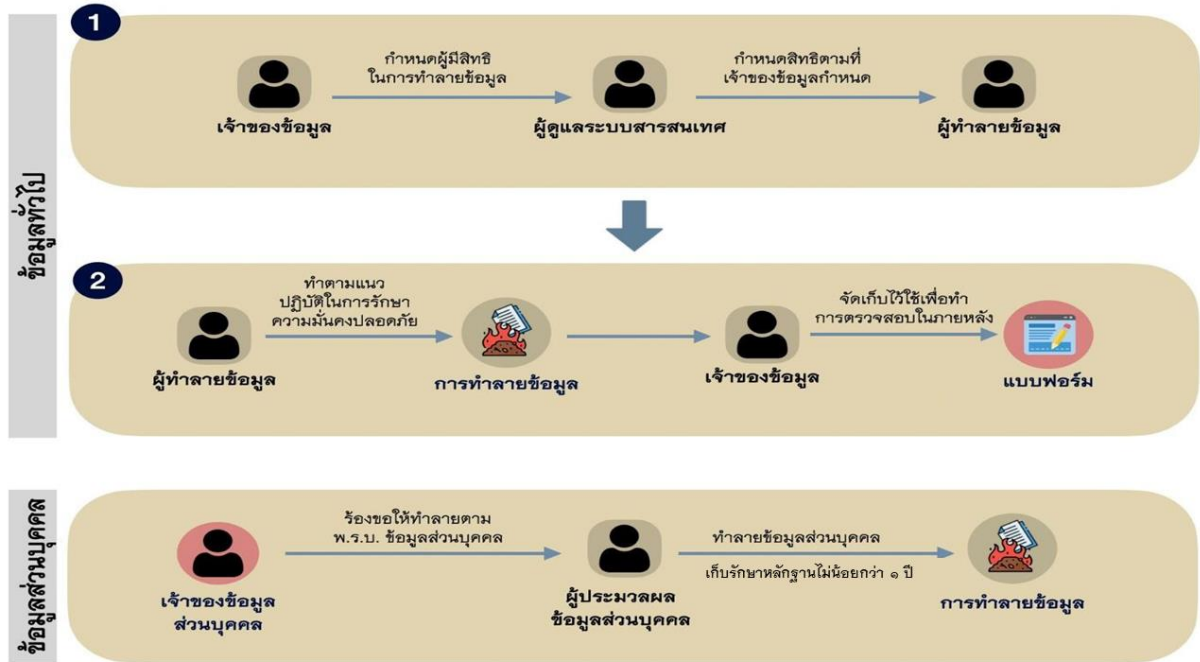 ข้อมูลทั่วไป
1
กำหนดผู้มีสิทธิ
ในการทำลายข้อมูล
กำหนดสิทธิตามที่
เจ้าของข้อมูลกำหนด
เจ้าของข้อมูล
ผู้ดูแลระบบสารสนเทศ
ผู้ทำลายข้อมูล
2
ทำตามแนว
ปฏิบัติในการรักษา
ความมั่นคงปลอดภัย
จัดเก็บไว้ใช้เพื่อทำ
การตรวจสอบในภายหลัง
ผู้ทำลายข้อมูล
การทำลายข้อมูล
เจ้าของข้อมูล
แบบฟอร์ม
ข้อมูลส่วนบุคคล
ร้องขอให้ทำลายตาม
พ.ร.บ. ข้อมูลส่วนบุคคล
ทำลายข้อมูลส่วนบุคคล
เก็บรักษาหลักฐานไม่น้อยกว่า ๑ ปี
เจ้าของข้อมูล
ส่วนบุคคล
ผู้ประมวลผล
ข้อมูลส่วนบุคคล
การทำลายข้อมูล